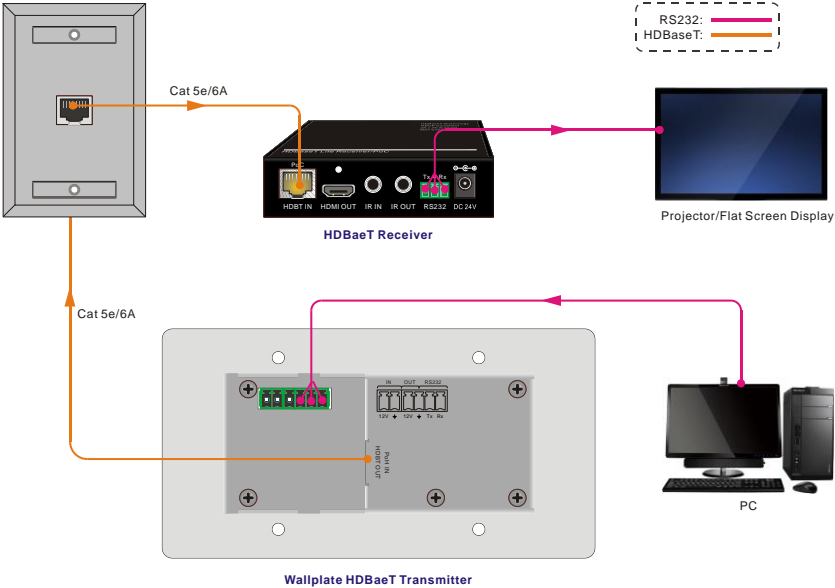 RS232:
HDBaseT:
Cat 5e/6A
PoC
Tx Rx
HDBT IN HDMI OUT IR IN IR OUT RS232 DC 24V
HDBaeT Receiver
Projector/Flat Screen Display
Cat 5e/6A
IN OUT RS232
12V 12V Tx Rx
PoH IN
HDBT OUT
PC
Wallplate HDBaeT Transmitter